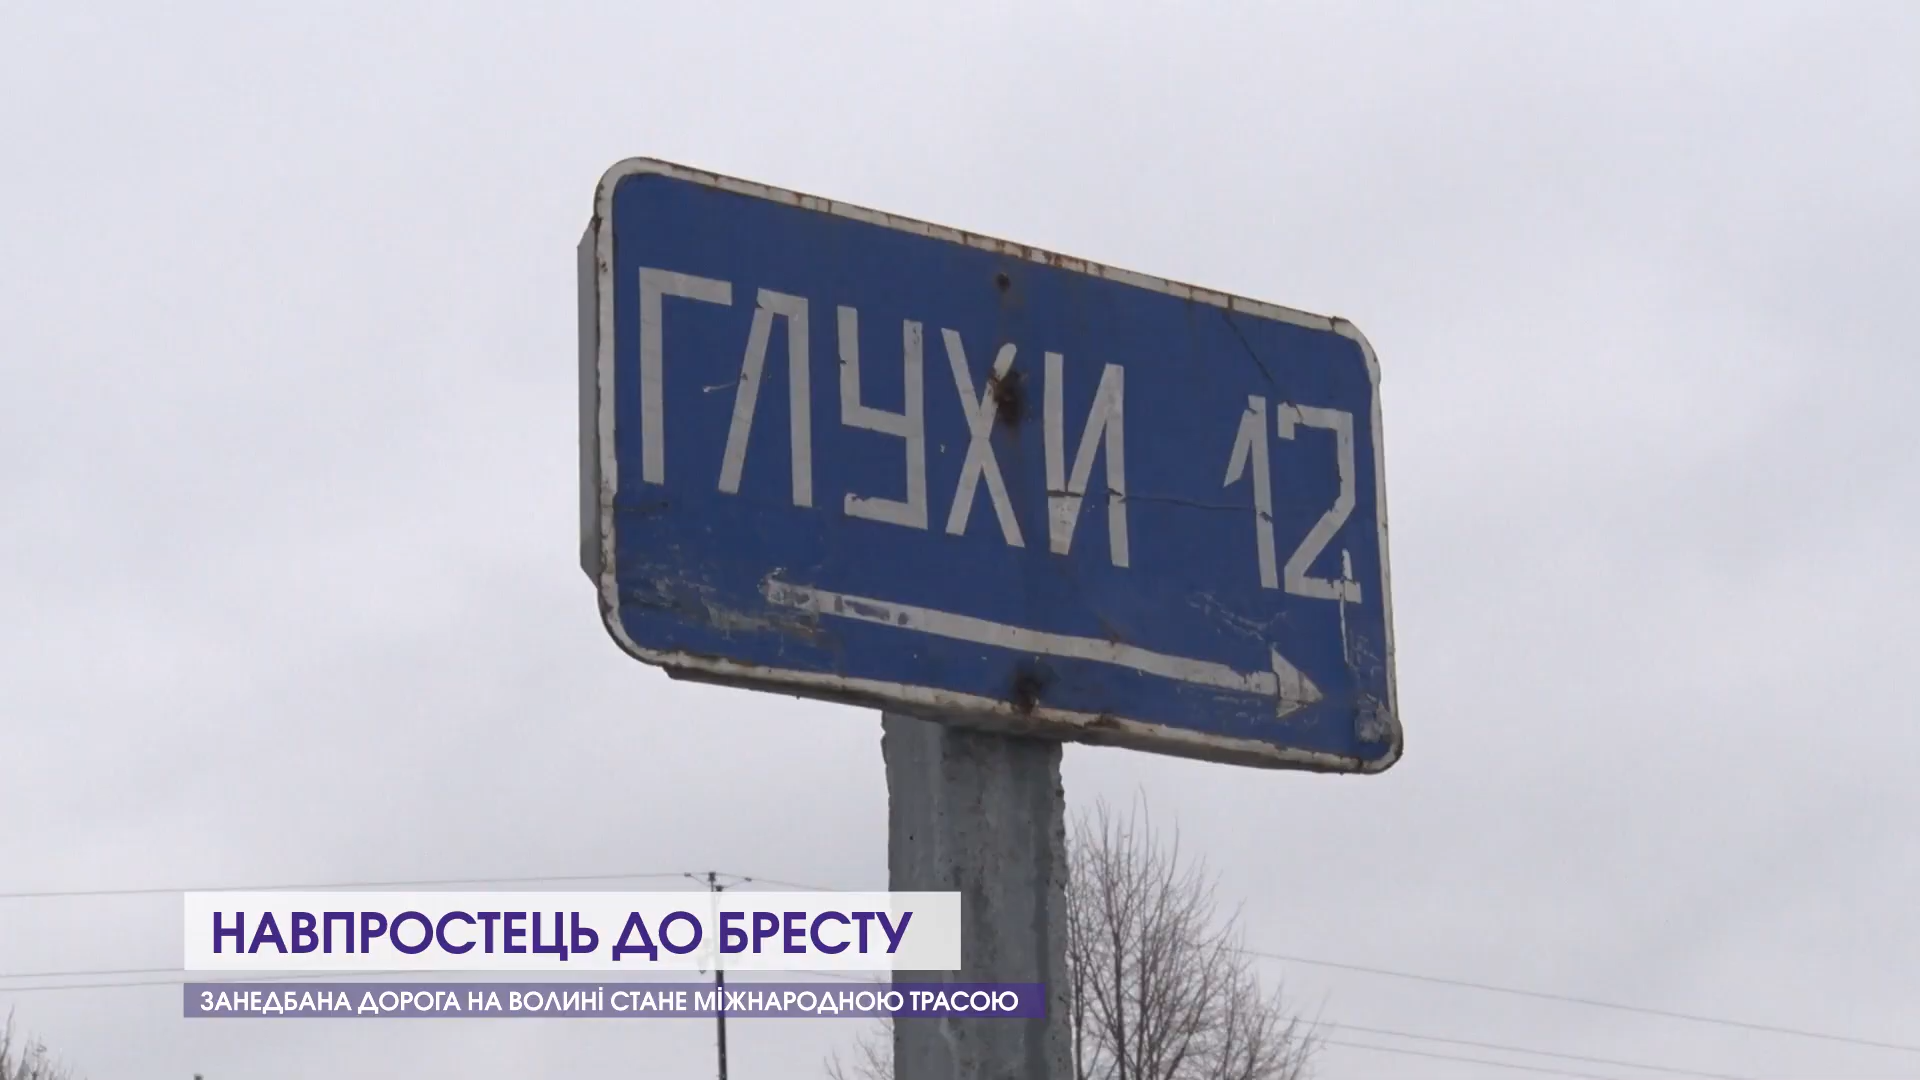 ГЛУХИ 12
НАВПРОСТЕЦЬ ДО БРЕСТУ
ЗАНЕДБАНА ДОРОГА НА ВОЛИНІ СТАНЕ МІЖНАРОДНОЮ ТРАСОЮ